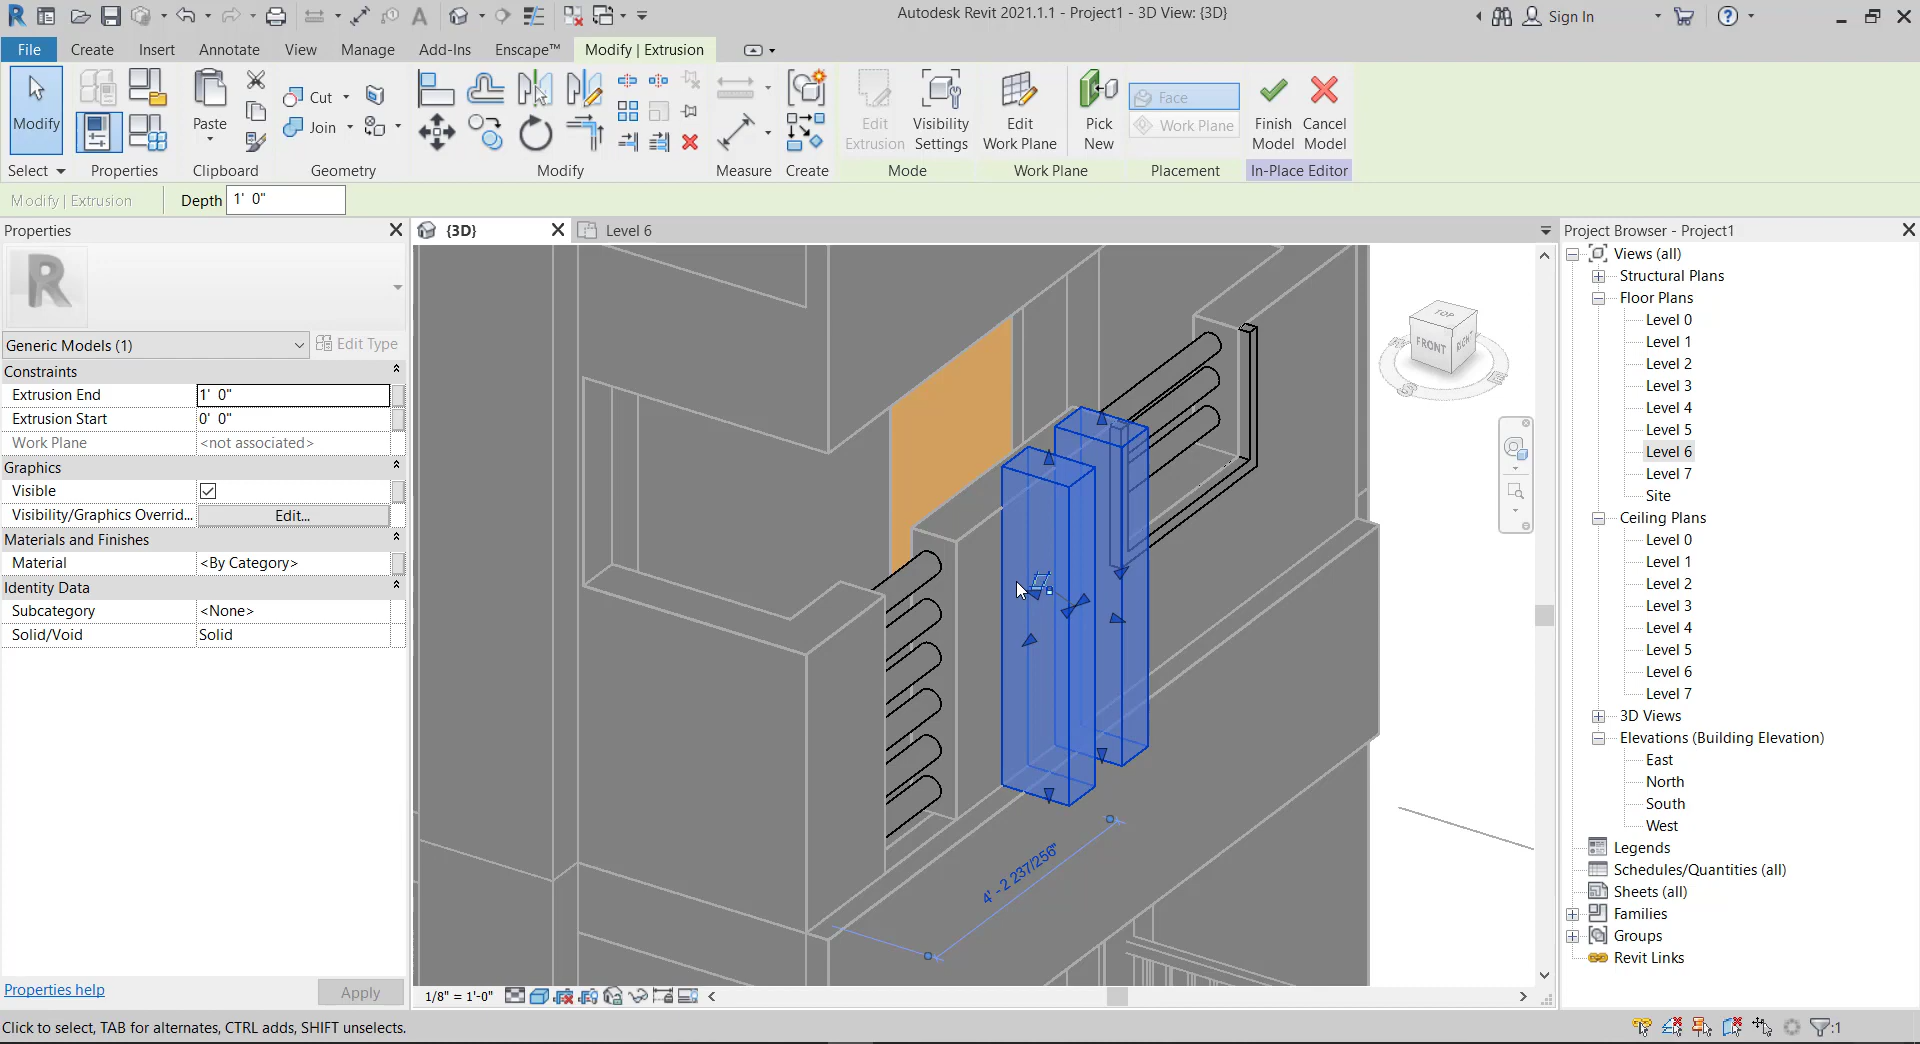 Autodesk Revit 2021.1.1 - Project1 - 3D View: {3D}
Sign In
File Create Insert Annotate View Manage Add-Ins Enscape™ Modify | Extrusion
Modify
Paste
Cut
Join
Edit Extrusion
Visibility Settings
Edit Work Plane
Pick New
Face
Work Plane
Finish Model
Cancel Model
Select Properties Clipboard Geometry Modify Measure Create Mode Work Plane Placement In-Place Editor
Modify | Extrusion Depth 1' 0"
Properties
{3D}
Level 6
Project Browser - Project1
R
Generic Models (1) Edit Type
Constraints
Extrusion End 1' 0"
Extrusion Start 0' 0"
Work Plane <not associated>
Graphics
Visible
Visibility/Graphics Overrid... Edit...
Materials and Finishes
Material <By Category>
Identity Data
Subcategory <None>
Solid/Void Solid
Properties help Apply
TOP
FRONT
RIGHT
S
E
4' - 2 237/256"
1/8" = 1'-0"
Views (all)
Structural Plans
Floor Plans
Level 0
Level 1
Level 2
Level 3
Level 4
Level 5
Level 6
Level 7
Site
Ceiling Plans
Level 0
Level 1
Level 2
Level 3
Level 4
Level 5
Level 6
Level 7
3D Views
Elevations (Building Elevation)
East
North
South
West
Legends
Schedules/Quantities (all)
Sheets (all)
Families
Groups
Revit Links
Click to select, TAB for alternates, CTRL adds, SHIFT unselects.
:1